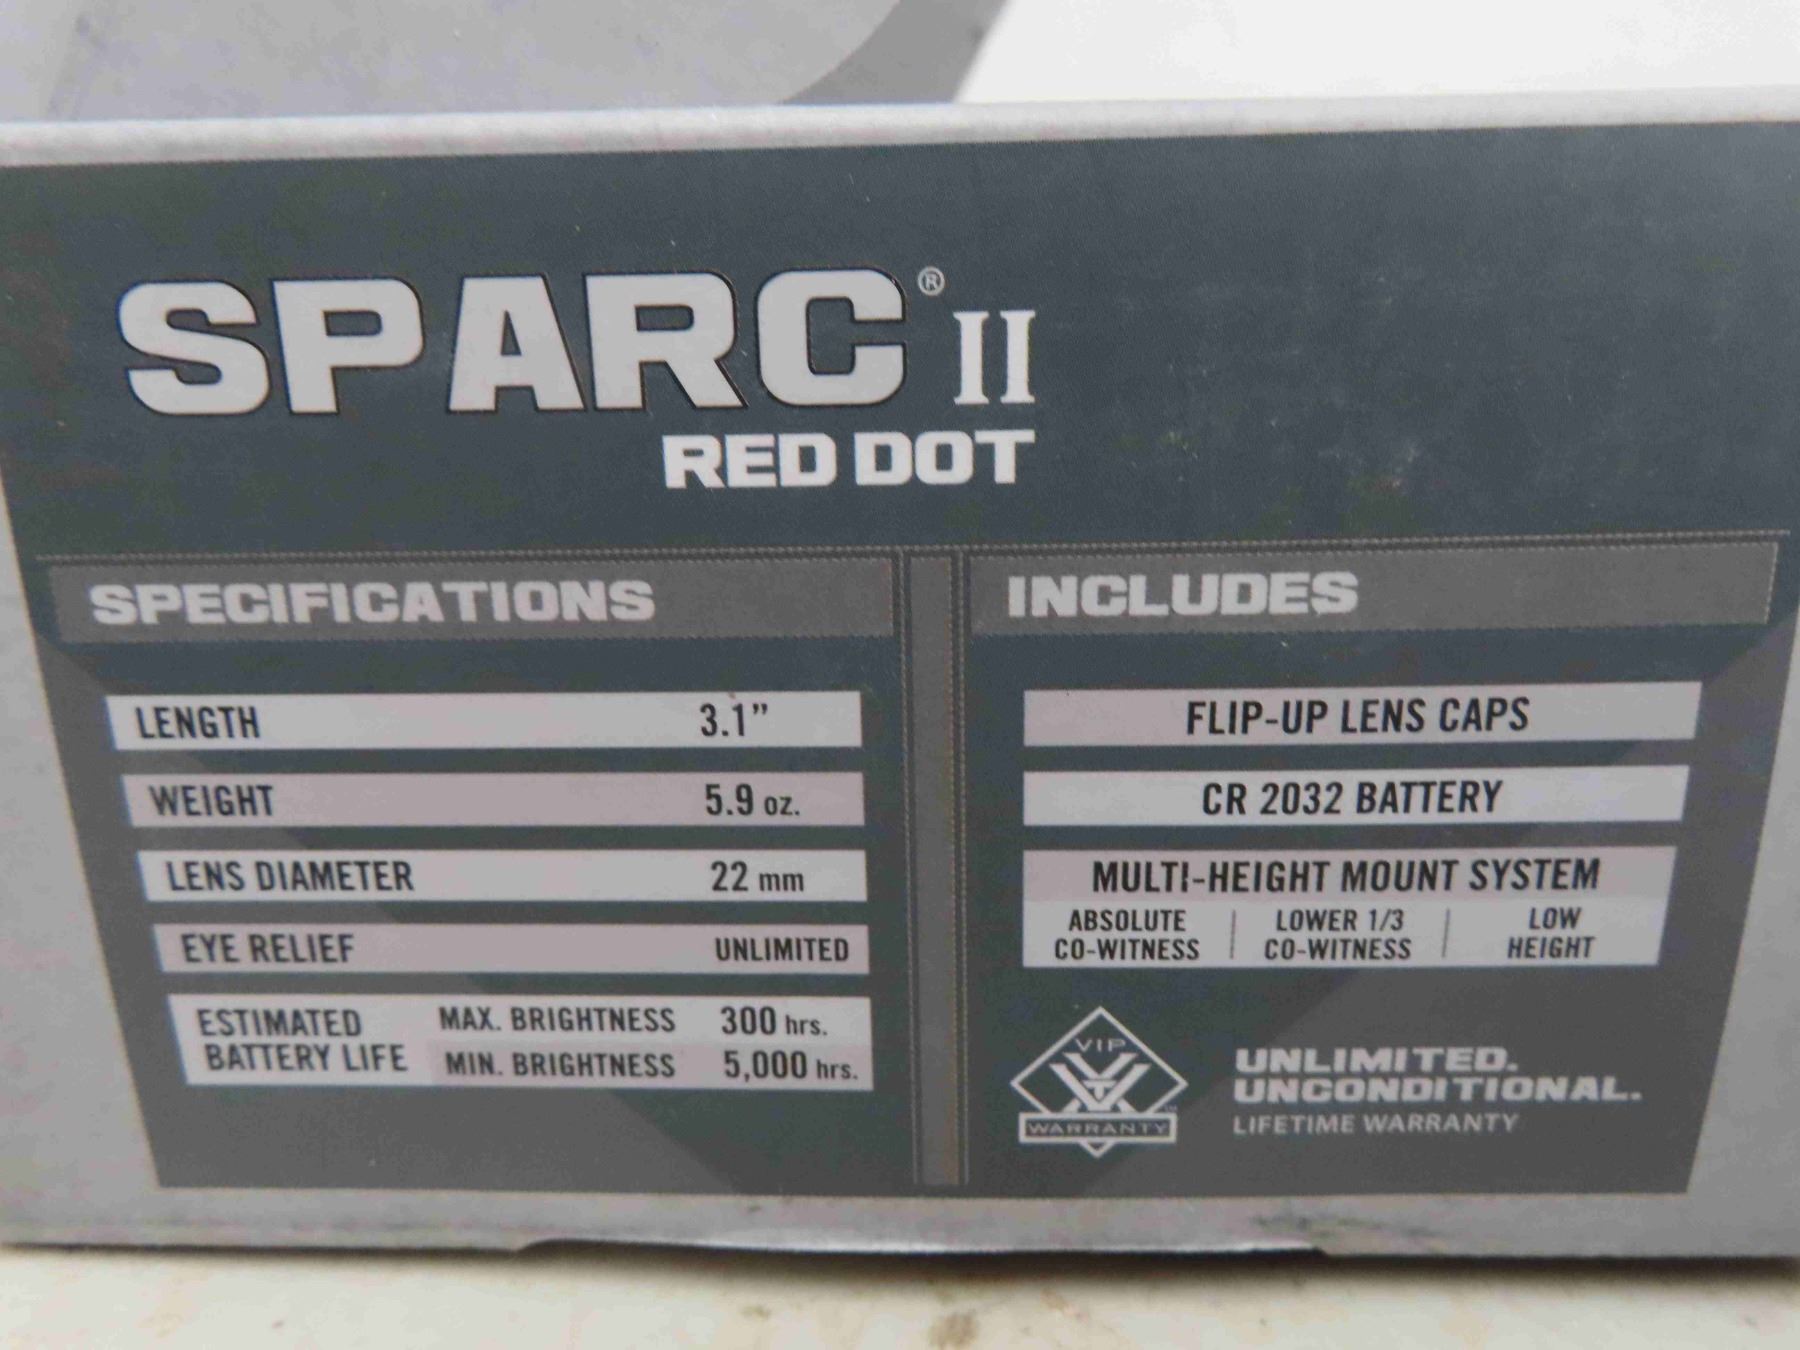 SPARC® II
RED DOT
SPECIFICATIONS
LENGTH 3.1”
WEIGHT 5.9 oz.
LENS DIAMETER 22 mm
EYE RELIEF UNLIMITED
ESTIMATED BATTERY LIFE
MAX. BRIGHTNESS 300 hrs.
MIN. BRIGHTNESS 5,000 hrs.
INCLUDES
FLIP-UP LENS CAPS
CR 2032 BATTERY
MULTI-HEIGHT MOUNT SYSTEM
ABSOLUTE CO-WITNESS | LOWER 1/3 CO-WITNESS | LOW HEIGHT
VIP
WARRANTY
UNLIMITED.
UNCONDITIONAL.
LIFETIME WARRANTY